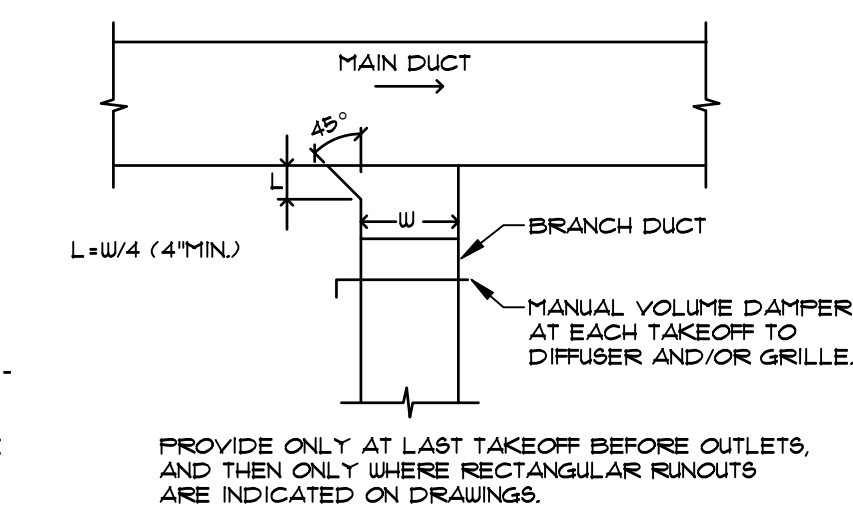 MAIN DUCT
45°
L
W
L=W/4 (4"MIN.)
BRANCH DUCT
MANUAL VOLUME DAMPER
AT EACH TAKEOFF TO
DIFFUSER AND/OR GRILLE.
PROVIDE ONLY AT LAST TAKEOFF BEFORE OUTLETS,
AND THEN ONLY WHERE RECTANGULAR RUNOUTS
ARE INDICATED ON DRAWINGS.